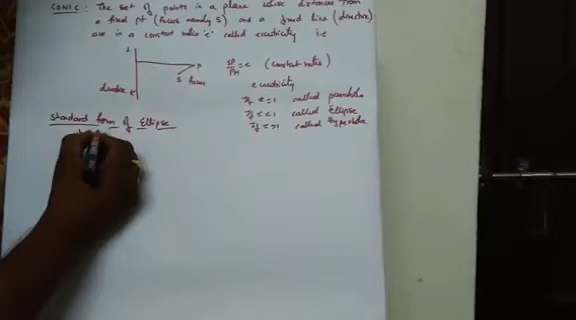 CONIC : The set of points in a plane whose distances from
a fixed pt (focus namely S) and a fixed line (directrix)
are in a constant ratio 'e' called eccentricity i.e
P
S focus
directrix
SP/PM = e (constant ratio)
eccentricity
If e=1 called parabola
If e<1 called Ellipse
If e>1 called Hyperbola
Standard form of Ellipse